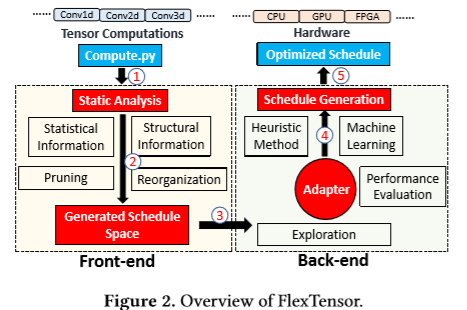 ...... Conv1d Conv2d Conv3d ......
Tensor Computations
Compute.py
1
Static Analysis
Statistical
Information
Structural
Information
2
Pruning
Reorganization
Generated Schedule
Space
Front-end
3
...... CPU GPU FPGA ......
Hardware
Optimized Schedule
5
Schedule Generation
Heuristic
Method
4
Machine
Learning
Adapter
Performance
Evaluation
Exploration
Back-end
Figure 2. Overview of FlexTensor.